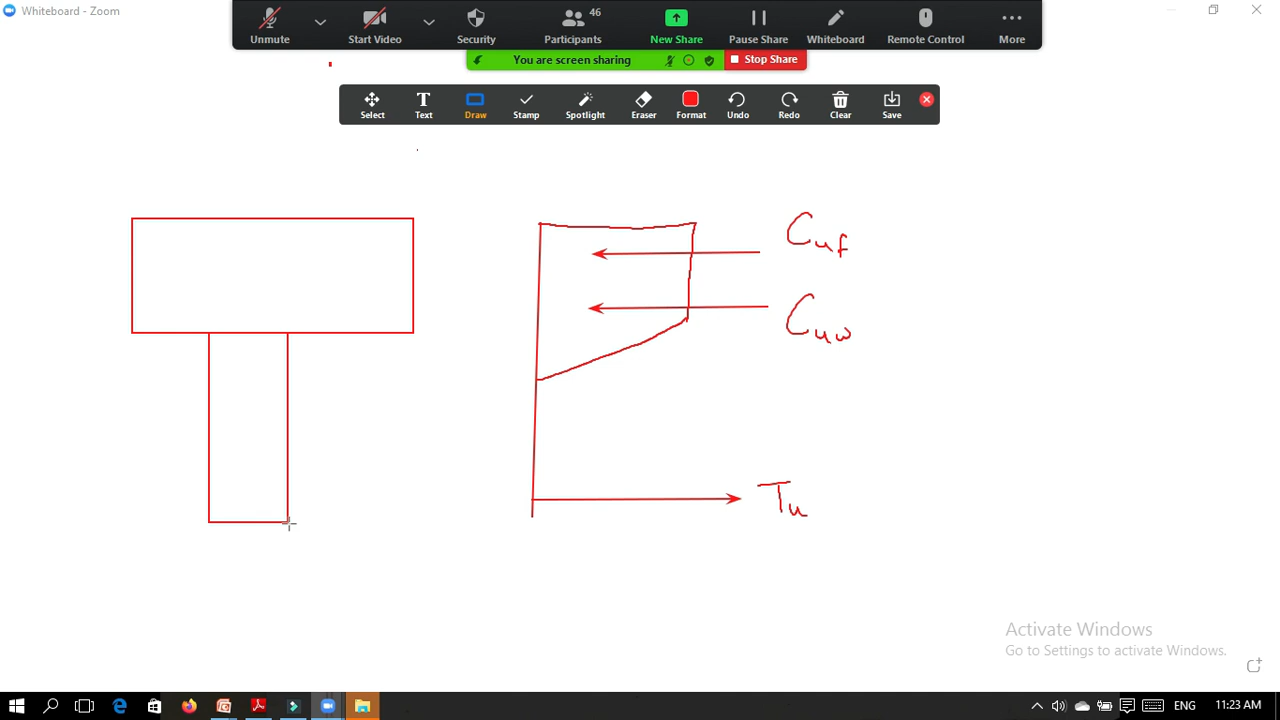 Whiteboard - Zoom
Unmute
Start Video
Security
46
Participants
New Share
Pause Share
Whiteboard
Remote Control
More
You are screen sharing
Stop Share
Select
Text
Draw
Stamp
Spotlight
Eraser
Format
Undo
Redo
Clear
Save
Cuf
Cuw
Tu
Activate Windows
Go to Settings to activate Windows.
ENG
11:23 AM